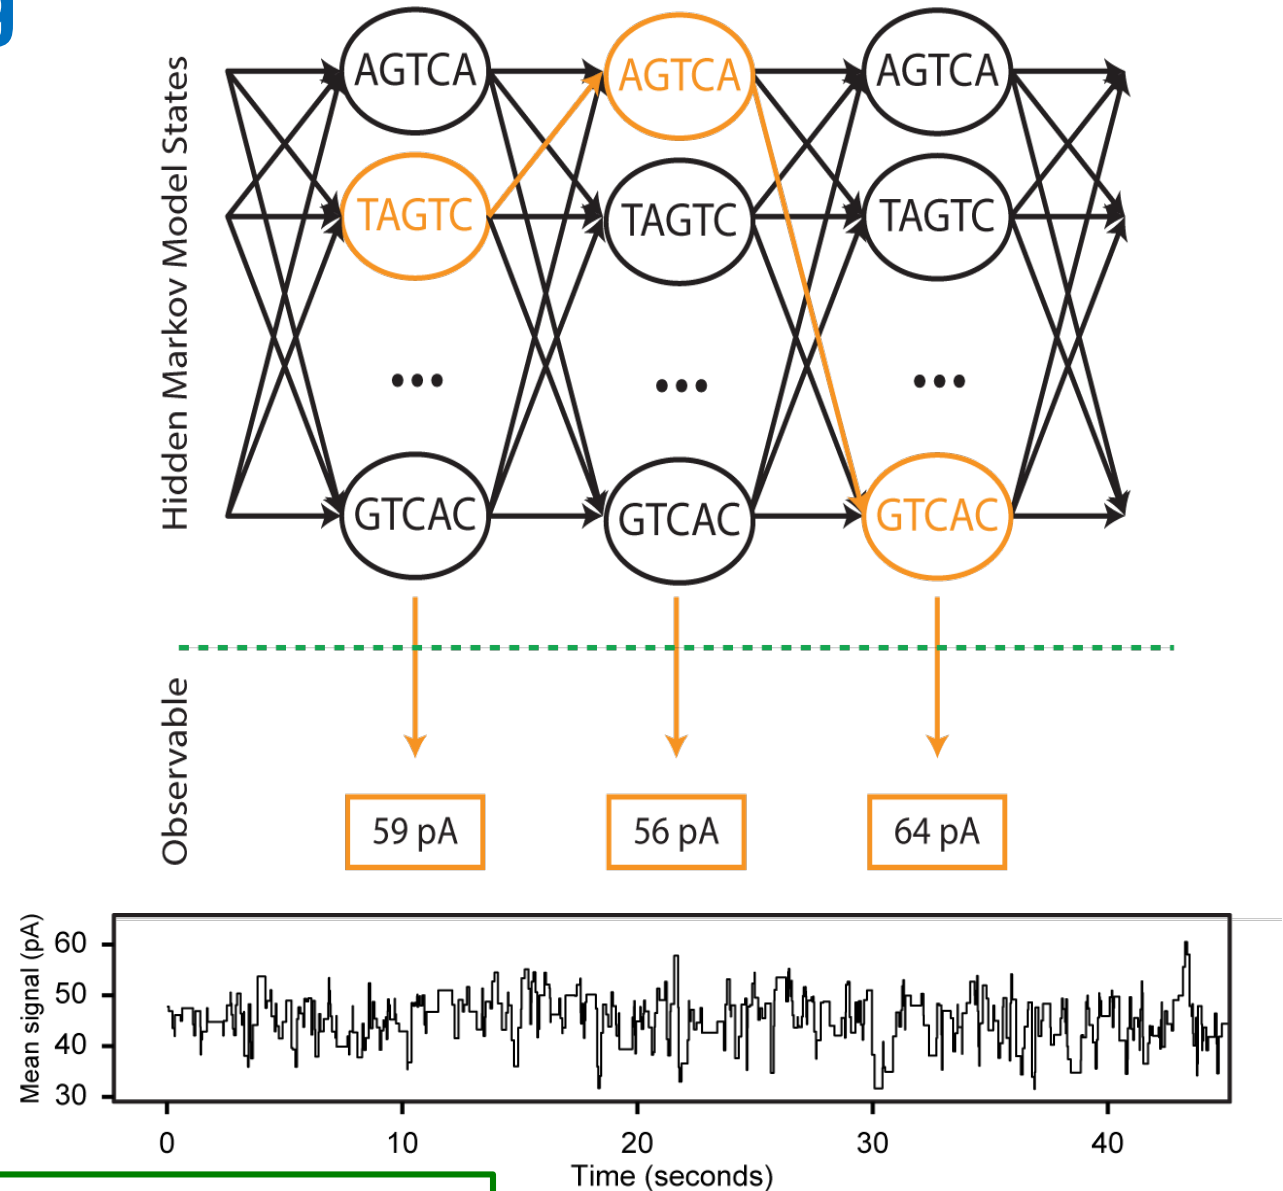 Hidden Markov Model States
AGTCA AGTCA AGTCA
TAGTC TAGTC TAGTC
... ... ...
GTCAC GTCAC GTCAC
Observable
59 pA 56 pA 64 pA
Mean signal (pA)
60
50
40
30
0 10 20 30 40
Time (seconds)